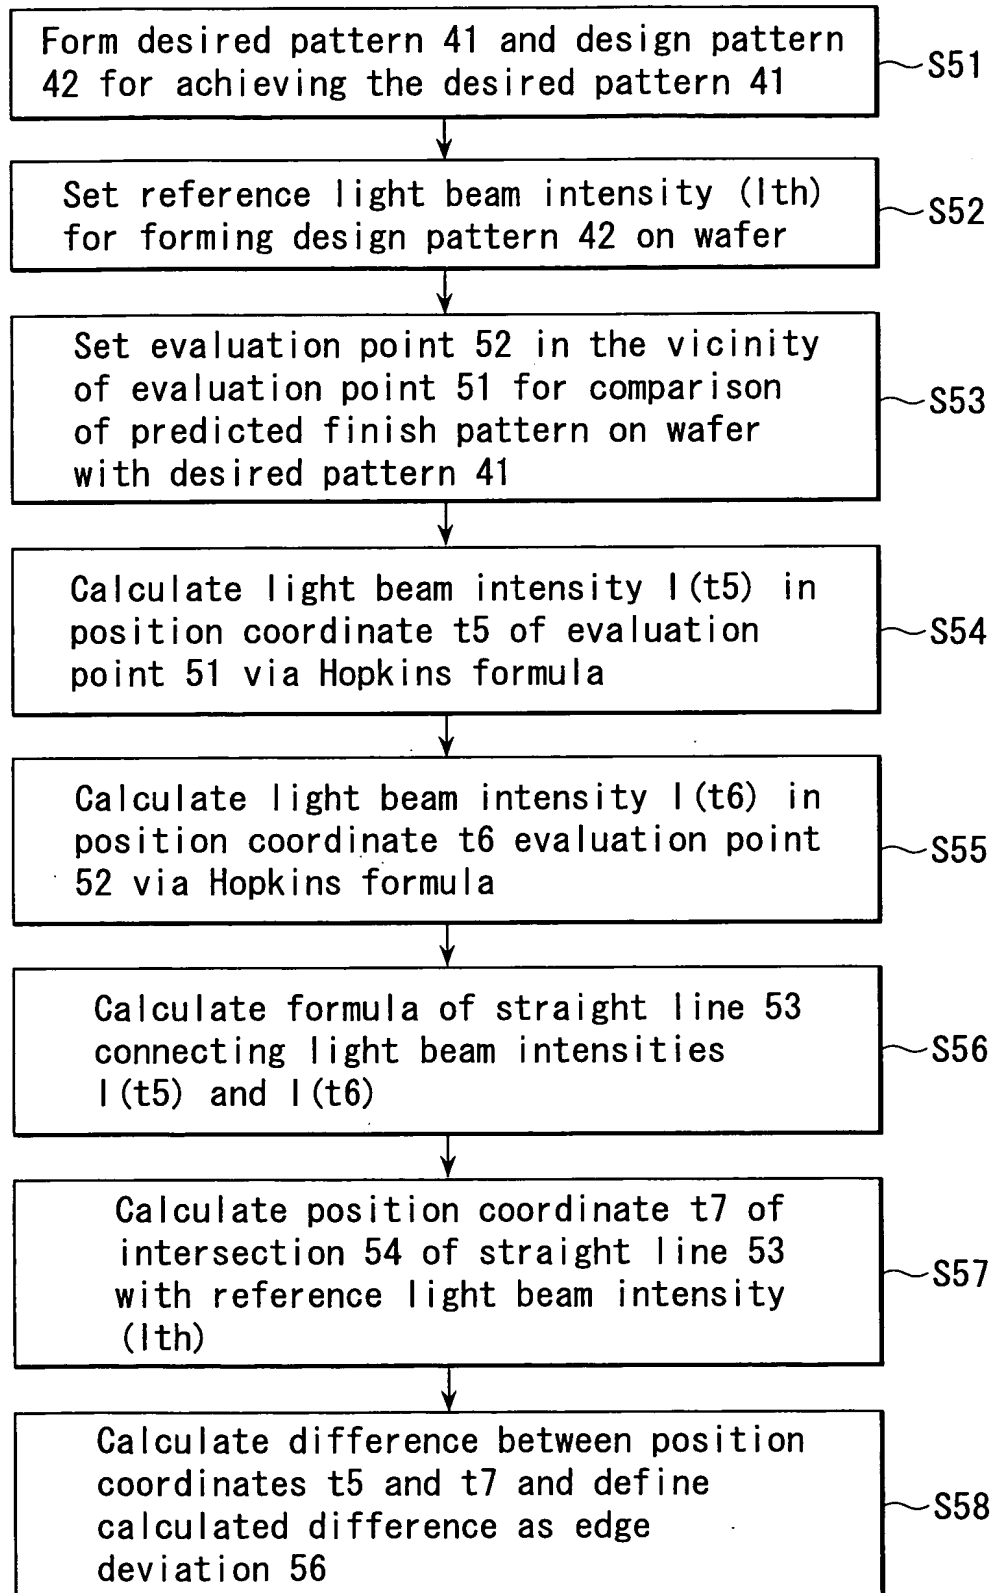 Form desired pattern 41 and design pattern
42 for achieving the desired pattern 41
S51
Set reference light beam intensity (Ith)
for forming design pattern 42 on wafer
S52
Set evaluation point 52 in the vicinity
of evaluation point 51 for comparison
of predicted finish pattern on wafer
with desired pattern 41
S53
Calculate light beam intensity I(t5) in
position coordinate t5 of evaluation
point 51 via Hopkins formula
S54
Calculate light beam intensity I(t6) in
position coordinate t6 evaluation point
52 via Hopkins formula
S55
Calculate formula of straight line 53
connecting light beam intensities
I(t5) and I(t6)
S56
Calculate position coordinate t7 of
intersection 54 of straight line 53
with reference light beam intensity
(Ith)
S57
Calculate difference between position
coordinates t5 and t7 and define
calculated difference as edge
deviation 56
S58